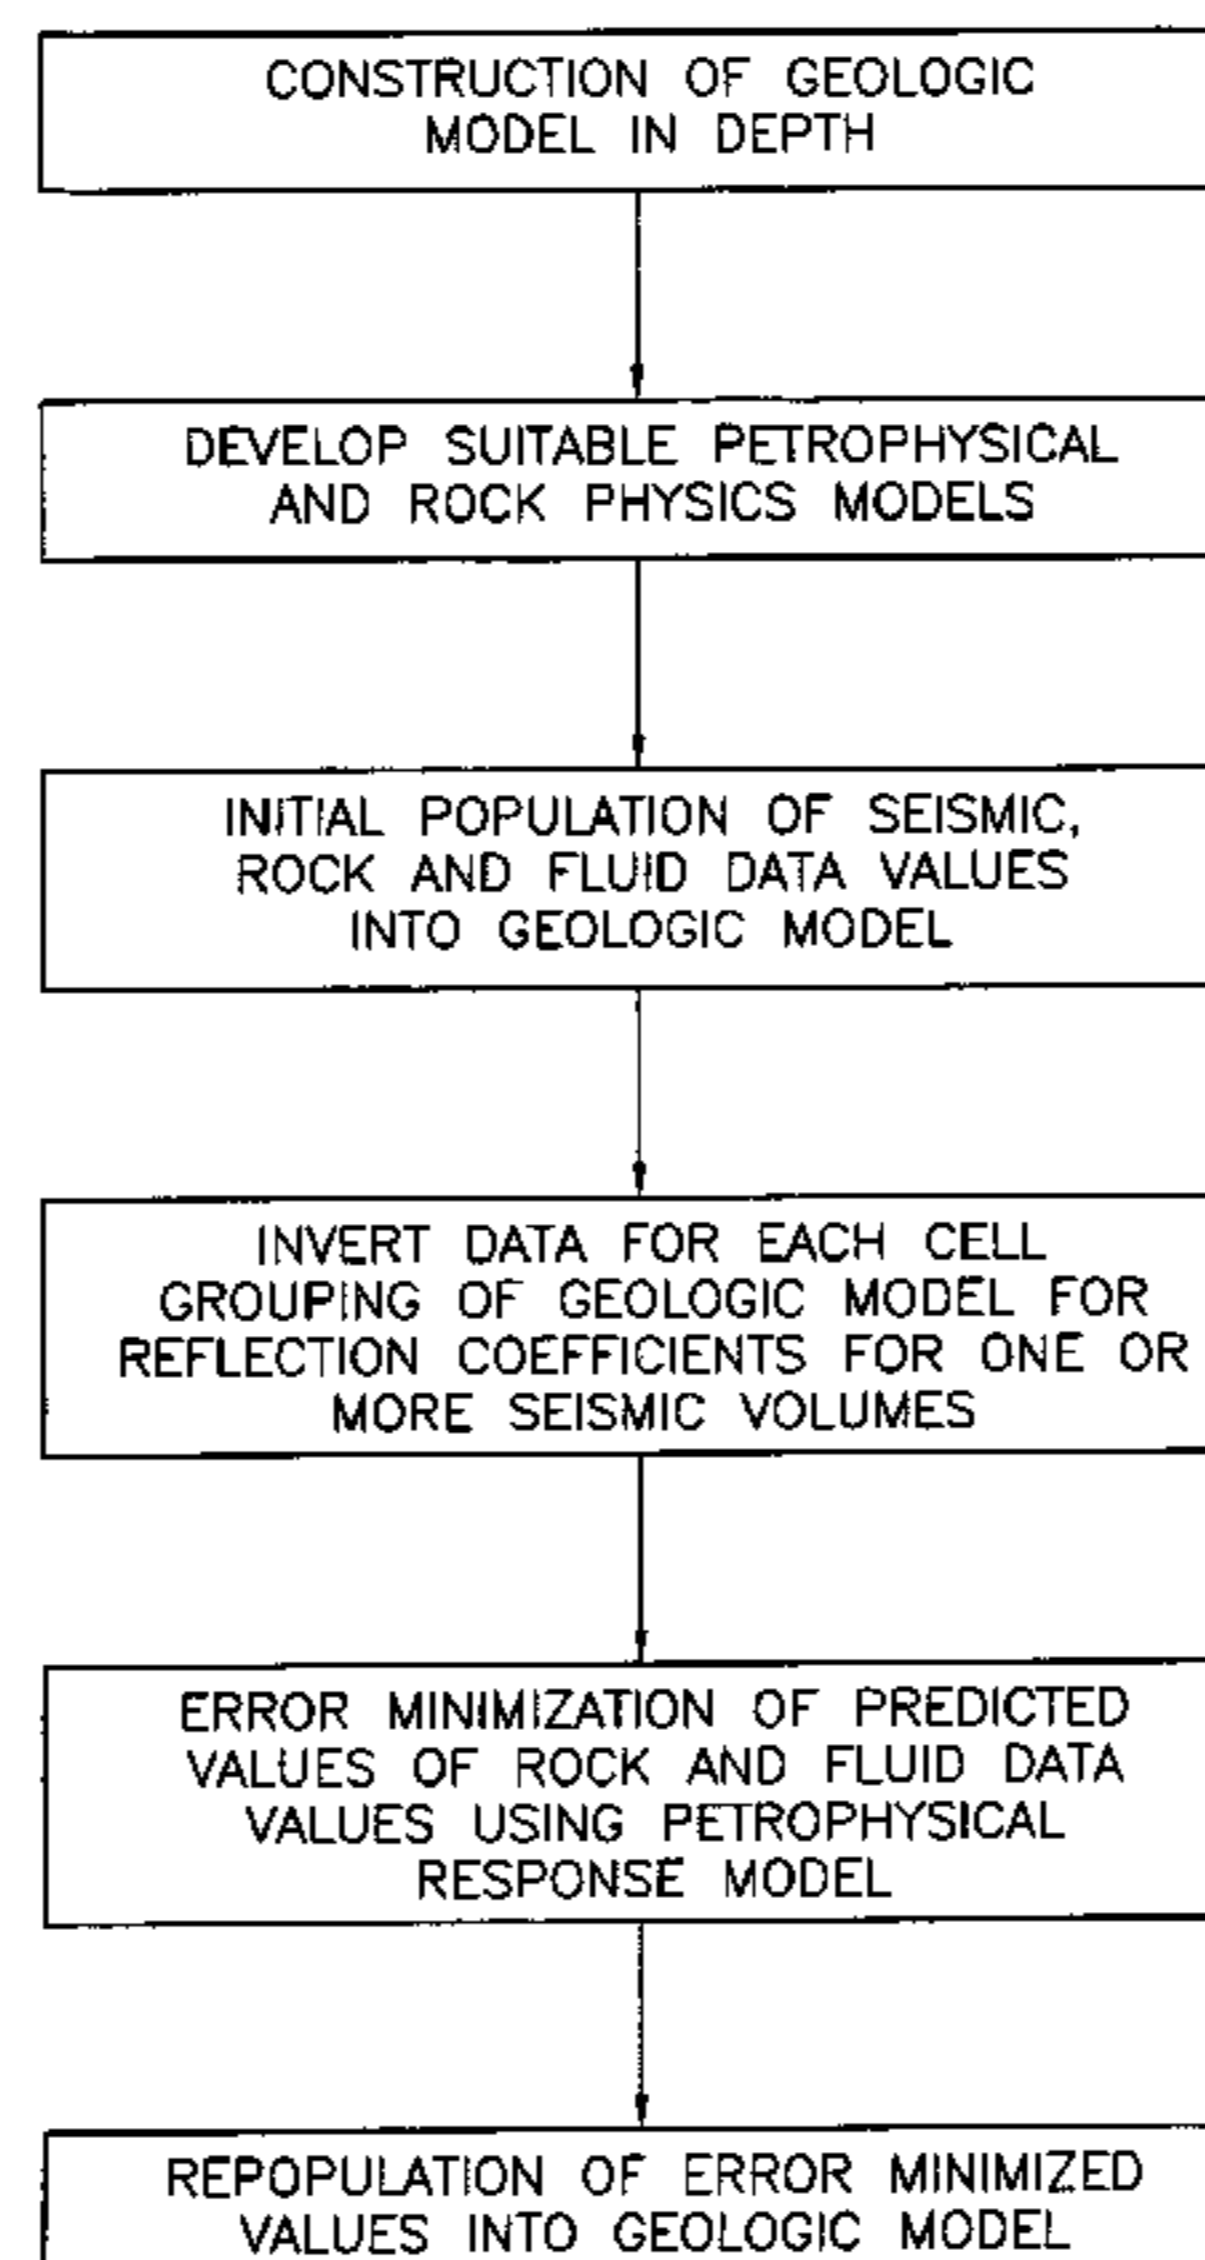 CONSTRUCTION OF GEOLOGIC
MODEL IN DEPTH
DEVELOP SUITABLE PETROPHYSICAL
AND ROCK PHYSICS MODELS
INITIAL POPULATION OF SEISMIC,
ROCK AND FLUID DATA VALUES
INTO GEOLOGIC MODEL
INVERT DATA FOR EACH CELL
GROUPING OF GEOLOGIC MODEL FOR
REFLECTION COEFFICIENTS FOR ONE OR
MORE SEISMIC VOLUMES
ERROR MINIMIZATION OF PREDICTED
VALUES OF ROCK AND FLUID DATA
VALUES USING PETROPHYSICAL
RESPONSE MODEL
REPOPULATION OF ERROR MINIMIZED
VALUES INTO GEOLOGIC MODEL